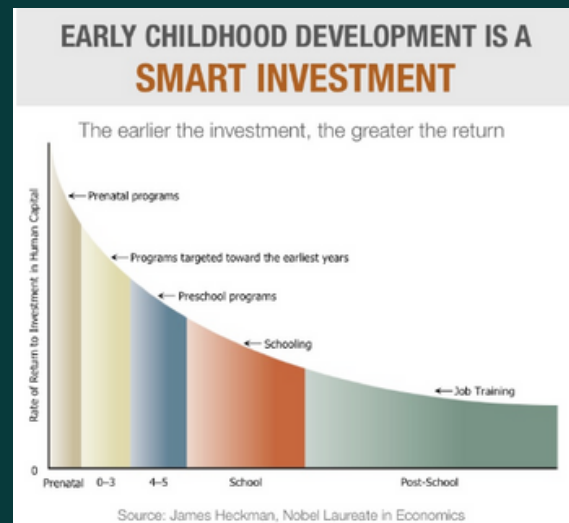 EARLY CHILDHOOD DEVELOPMENT IS A
SMART INVESTMENT
The earlier the investment, the greater the return
Rate of Return to Investment in Human Capital
Prenatal programs
Programs targeted toward the earliest years
Preschool programs
Schooling
Job Training
0
Prenatal 0–3 4–5 School Post-School
Source: James Heckman, Nobel Laureate in Economics